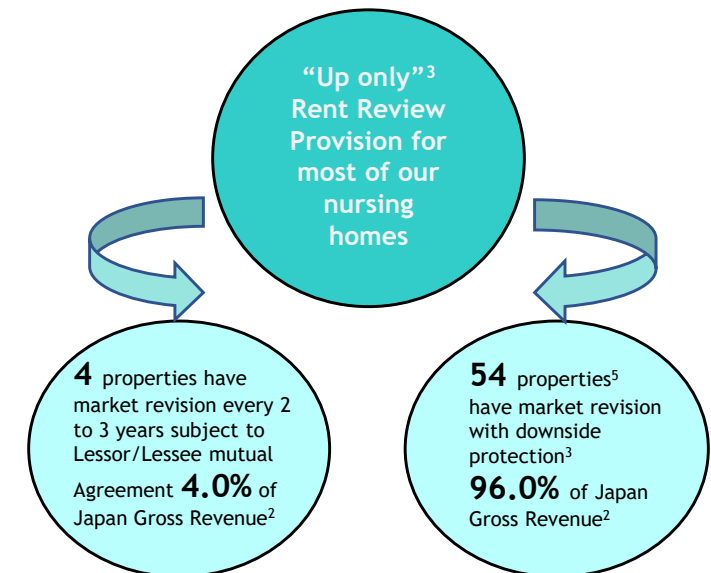 “Up only”³
Rent Review
Provision for
most of our
nursing
homes
4 properties have
market revision every 2
to 3 years subject to
Lessor/Lessee mutual
Agreement 4.0% of
Japan Gross Revenue²
54 properties⁵
have market revision
with downside
protection³
96.0% of Japan
Gross Revenue²